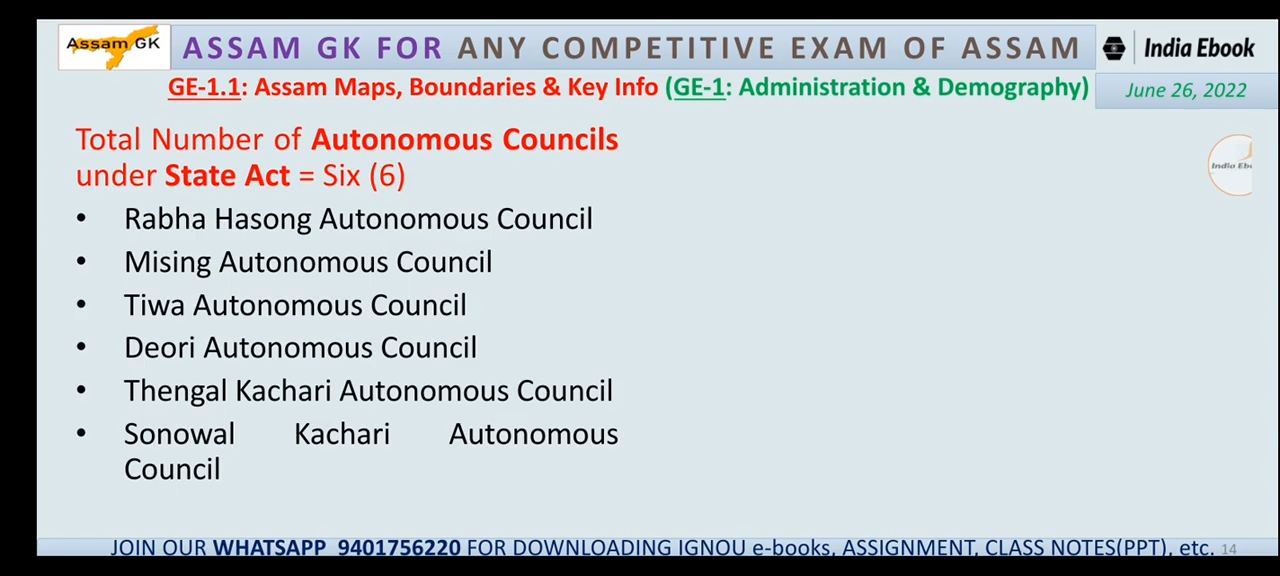 Assam GK
ASSAM GK FOR ANY COMPETITIVE EXAM OF ASSAM
India Ebook
GE-1.1: Assam Maps, Boundaries & Key Info (GE-1: Administration & Demography)
June 26, 2022
Total Number of Autonomous Councils
under State Act = Six (6)
India
• Rabha Hasong Autonomous Council
• Mising Autonomous Council
• Tiwa Autonomous Council
• Deori Autonomous Council
• Thengal Kachari Autonomous Council
• Sonowal Kachari Autonomous
Council
JOIN OUR WHATSAPP 9401756220 FOR DOWNLOADING IGNOU e-books, ASSIGNMENT, CLASS NOTES(PPT), etc. 14